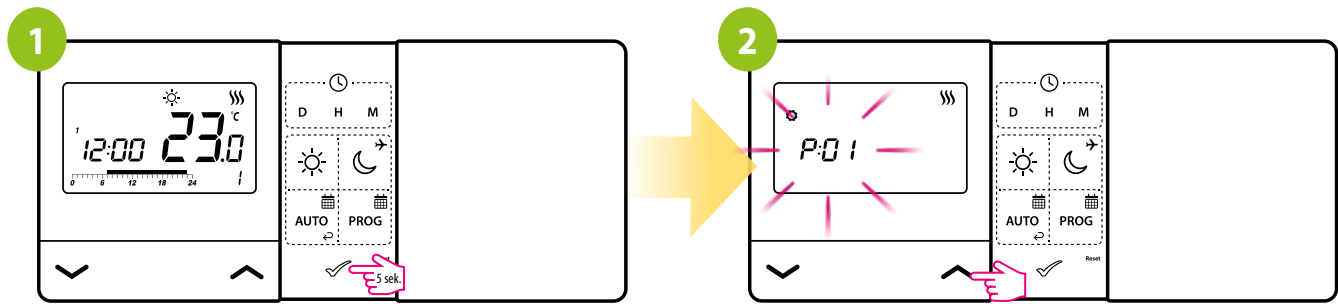 1
°C
1
12:00 23.0
0 6 12 18 24
1
D H M
AUTO PROG
5 sek.
2
P:01
D H M
AUTO PROG
Reset